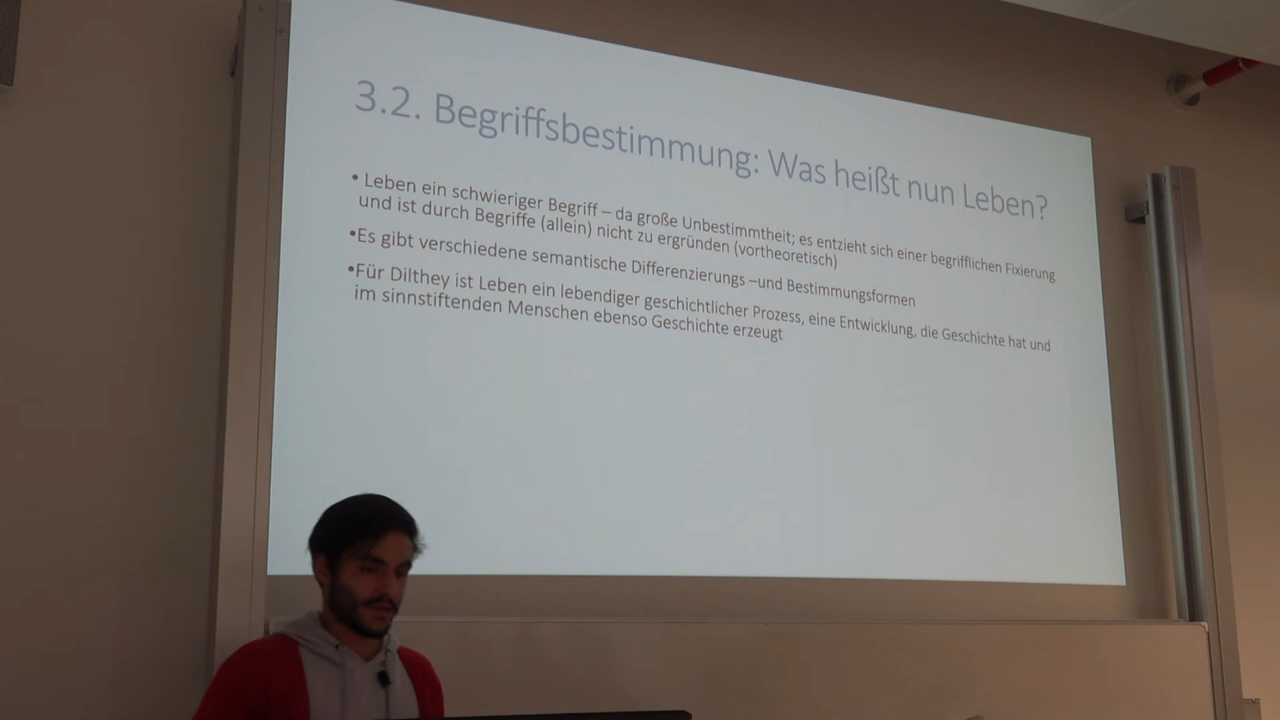 3.2. Begriffsbestimmung: Was heißt nun Leben?
• Leben ein schwieriger Begriff – da große Unbestimmtheit; es entzieht sich einer begrifflichen Fixierung
und ist durch Begriffe (allein) nicht zu ergründen (vortheoretisch)
•Es gibt verschiedene semantische Differenzierungs –und Bestimmungsformen
•Für Dilthey ist Leben ein lebendiger geschichtlicher Prozess, eine Entwicklung, die Geschichte hat und
im sinnstiftenden Menschen ebenso Geschichte erzeugt